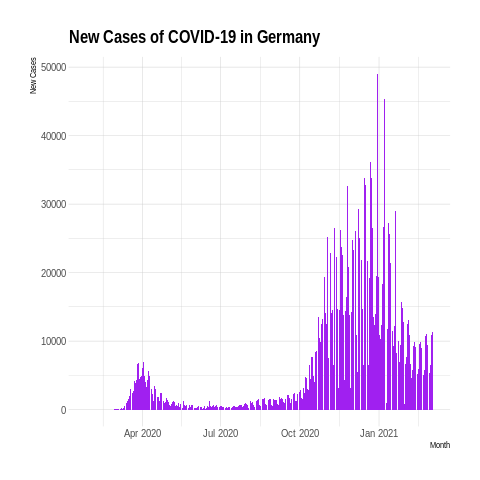 New Cases of COVID-19 in Germany
New Cases
50000
40000
30000
20000
10000
0
Apr 2020 Jul 2020 Oct 2020 Jan 2021
Month